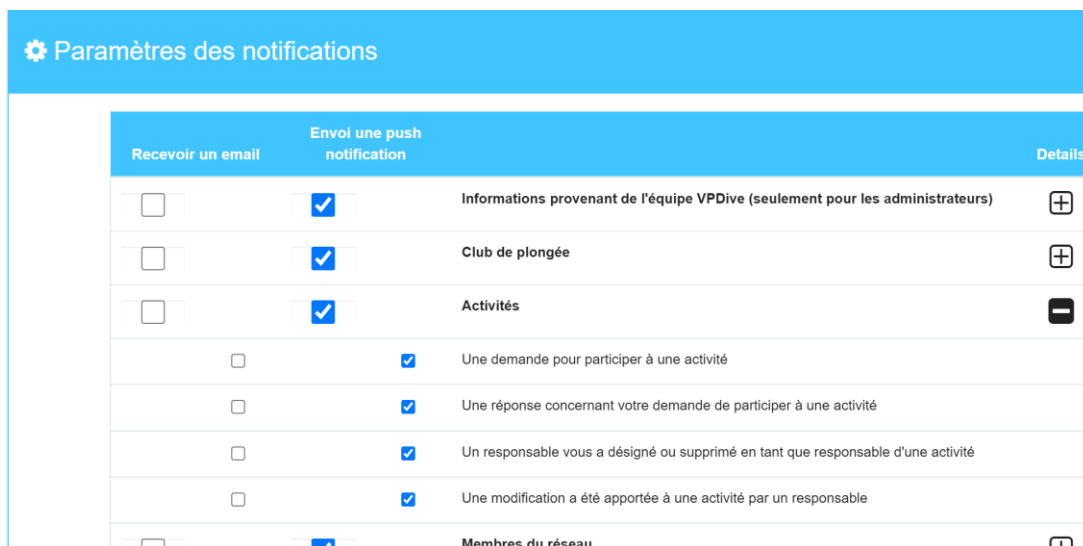 Paramètres des notifications
Recevoir un email
Envoi une push
notification
Details
Informations provenant de l'équipe VPDive (seulement pour les administrateurs)
Club de plongée
Activités
Une demande pour participer à une activité
Une réponse concernant votre demande de participer à une activité
Un responsable vous a désigné ou supprimé en tant que responsable d'une activité
Une modification a été apportée à une activité par un responsable
Membres du réseau